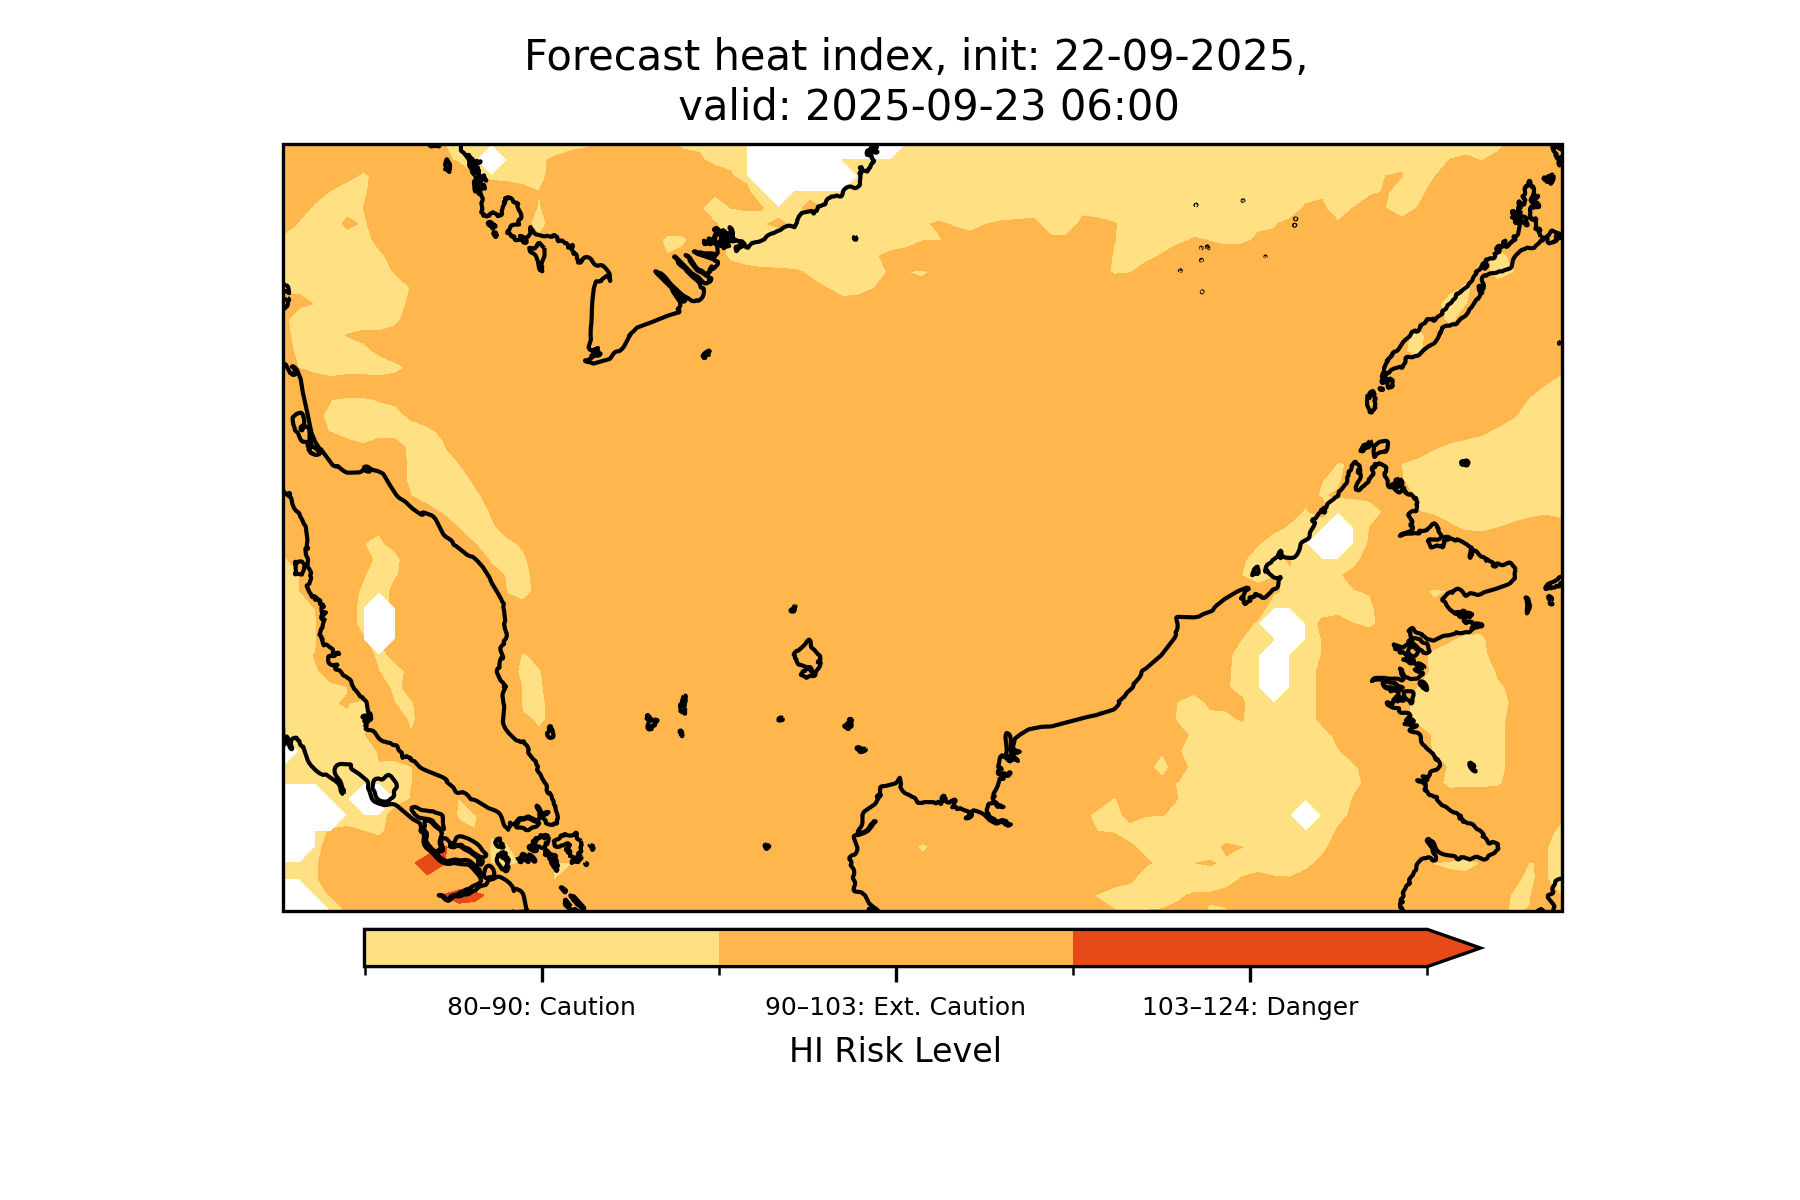 Forecast heat index, init: 22-09-2025,
valid: 2025-09-23 06:00
80–90: Caution
90–103: Ext. Caution
103–124: Danger
HI Risk Level